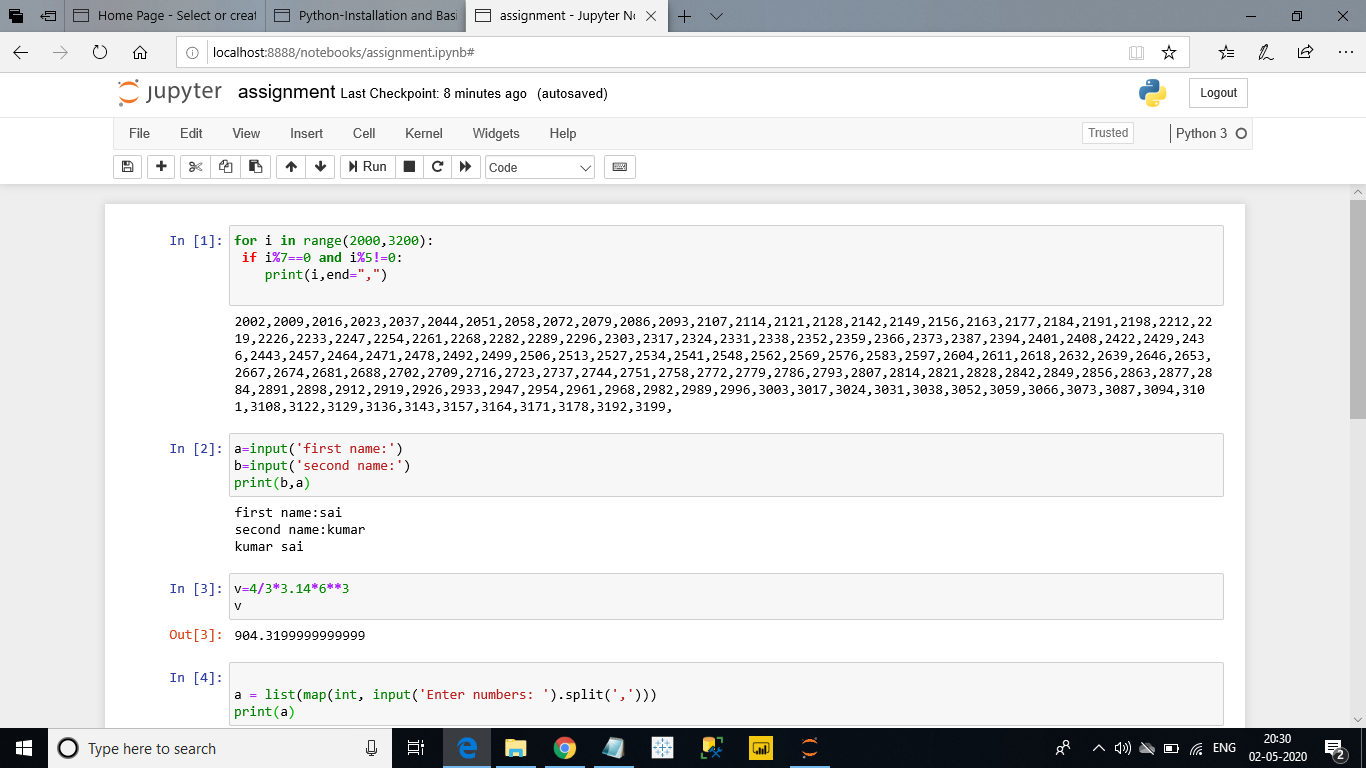 Home Page - Select or creat
Python-Installation and Basi
assignment - Jupyter No
localhost:8888/notebooks/assignment.ipynb#
jupyter assignment Last Checkpoint: 8 minutes ago (autosaved)
Logout
File Edit View Insert Cell Kernel Widgets Help
Trusted
Python 3
Run
Code
In [1]: for i in range(2000,3200):
if i%7==0 and i%5!=0:
print(i,end=",")
2002,2009,2016,2023,2037,2044,2051,2058,2072,2079,2086,2093,2107,2114,2121,2128,2142,2149,2156,2163,2177,2184,2191,2198,2212,22
19,2226,2233,2247,2254,2261,2268,2282,2289,2296,2303,2317,2324,2331,2338,2352,2359,2366,2373,2387,2394,2401,2408,2422,2429,243
6,2443,2457,2464,2471,2478,2492,2499,2506,2513,2527,2534,2541,2548,2562,2569,2576,2583,2597,2604,2611,2618,2632,2639,2646,2653,
2667,2674,2681,2688,2702,2709,2716,2723,2737,2744,2751,2758,2772,2779,2786,2793,2807,2814,2821,2828,2842,2849,2856,2863,2877,28
84,2891,2898,2912,2919,2926,2933,2947,2954,2961,2968,2982,2989,2996,3003,3017,3024,3031,3038,3052,3059,3066,3073,3087,3094,310
1,3108,3122,3129,3136,3143,3157,3164,3171,3178,3192,3199,
In [2]: a=input('first name:')
b=input('second name:')
print(b,a)
first name:sai
second name:kumar
kumar sai
In [3]: v=4/3*3.14*6**3
v
Out[3]: 904.3199999999999
In [4]:
a = list(map(int, input('Enter numbers: ').split(',')))
print(a)
Type here to search
ENG
20:30
02-05-2020
2